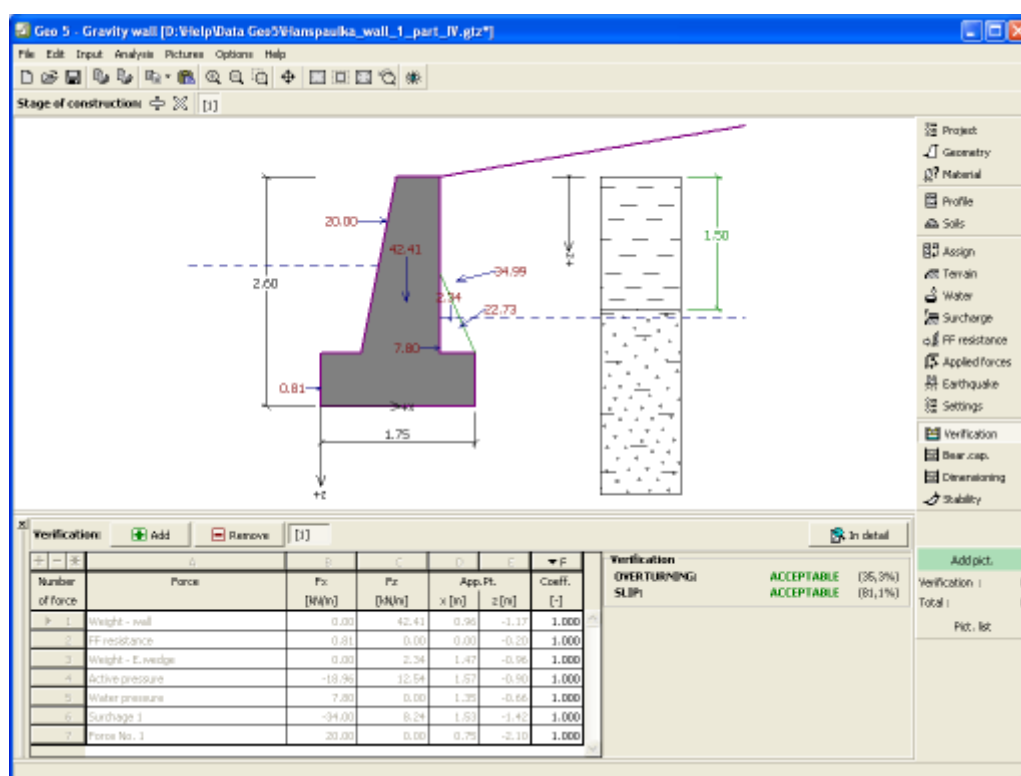 Geo 5 - Gravity wall [D:\Help\Data Geo5\Hanspaulka_wall_1_part_IV.gtz*]
File Edit Input Analysis Pictures Options Help
Stage of construction: [1]
20.00
42.41
34.99
2.34
22.73
2.60
7.80
0.81
+x
1.75
+z
+z
1.50
Project
Geometry
Material
Profile
Soils
Assign
Terrain
Water
Surcharge
FF resistance
Applied forces
Earthquake
Settings
Verification
Bear.cap.
Dimensioning
Stability
Verification: Add Remove [1] In detail
A B C D E F
Number Force Fx Fz App.Pt. Coeff.
of force [kN/m] [kN/m] x [m] z [m] [-]
1 Weight - wall 0.00 42.41 0.96 -1.17 1.000
2 FF resistance 0.81 0.00 0.00 -0.20 1.000
3 Weight - E.wedge 0.00 2.34 1.47 -0.96 1.000
4 Active pressure -18.96 12.54 1.57 -0.90 1.000
5 Water pressure 7.80 0.00 1.35 -0.66 1.000
6 Surchage 1 -34.00 8.24 1.53 -1.42 1.000
7 Force No. 1 20.00 0.00 0.75 -2.10 1.000
Verification
OVERTURNING: ACCEPTABLE (35,3%)
SLIP: ACCEPTABLE (81,1%)
Add pict.
Verification :
Total :
Pict. list